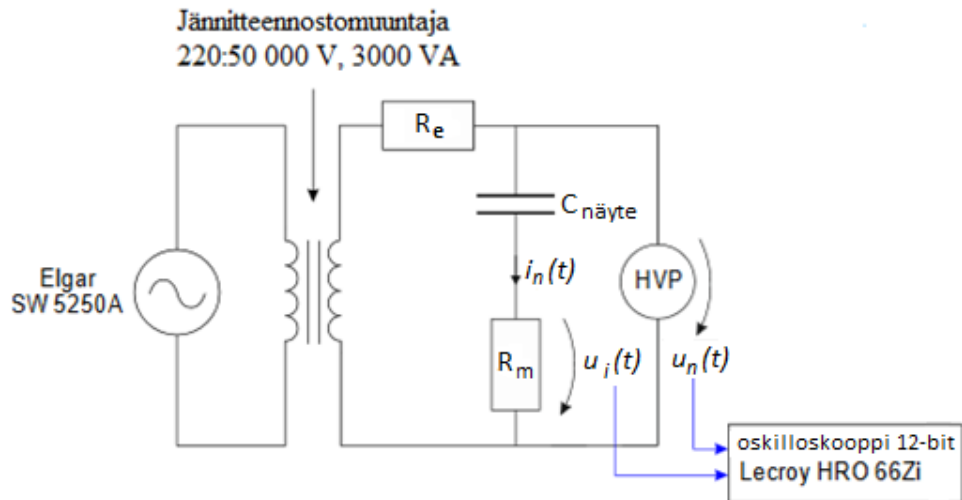 Jännitteennostomuuntaja
220:50 000 V, 3000 VA
Re
C näyte
Elgar
SW 5250A
in(t)
HVP
Rm
ui(t)
un(t)
oskilloskooppi 12-bit
Lecroy HRO 66Zi